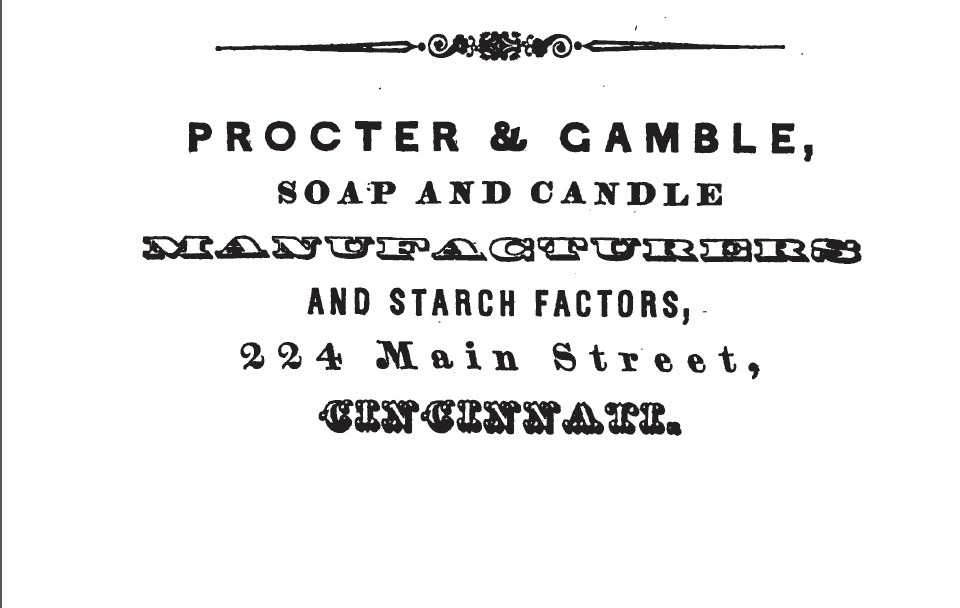 PROCTER & GAMBLE,
SOAP AND CANDLE
MANUFACTURERS
AND STARCH FACTORS,
224 Main Street,
CINCINNATI.